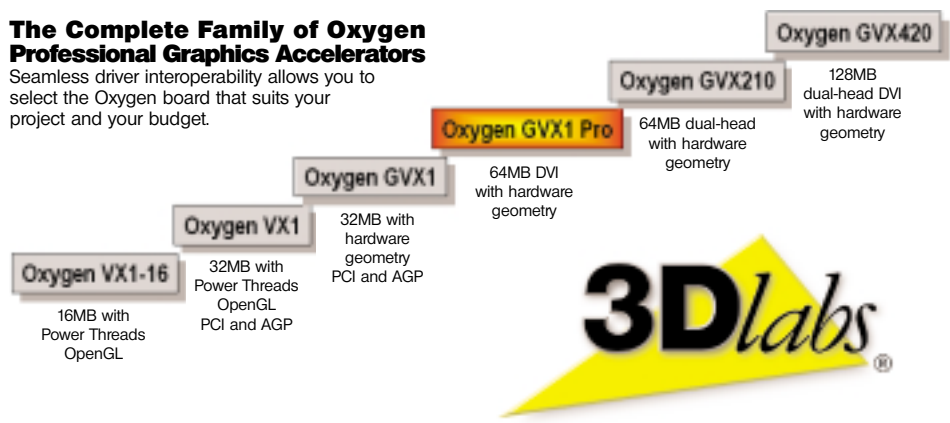 The Complete Family of Oxygen
Professional Graphics Accelerators
Seamless driver interoperability allows you to
select the Oxygen board that suits your
project and your budget.
Oxygen VX1-16
16MB with
Power Threads
OpenGL
Oxygen VX1
32MB with
Power Threads
OpenGL
PCI and AGP
Oxygen GVX1
32MB with
hardware
geometry
PCI and AGP
Oxygen GVX1 Pro
64MB DVI
with hardware
geometry
Oxygen GVX210
64MB dual-head
with hardware
geometry
Oxygen GVX420
128MB
dual-head DVI
with hardware
geometry
3Dlabs®